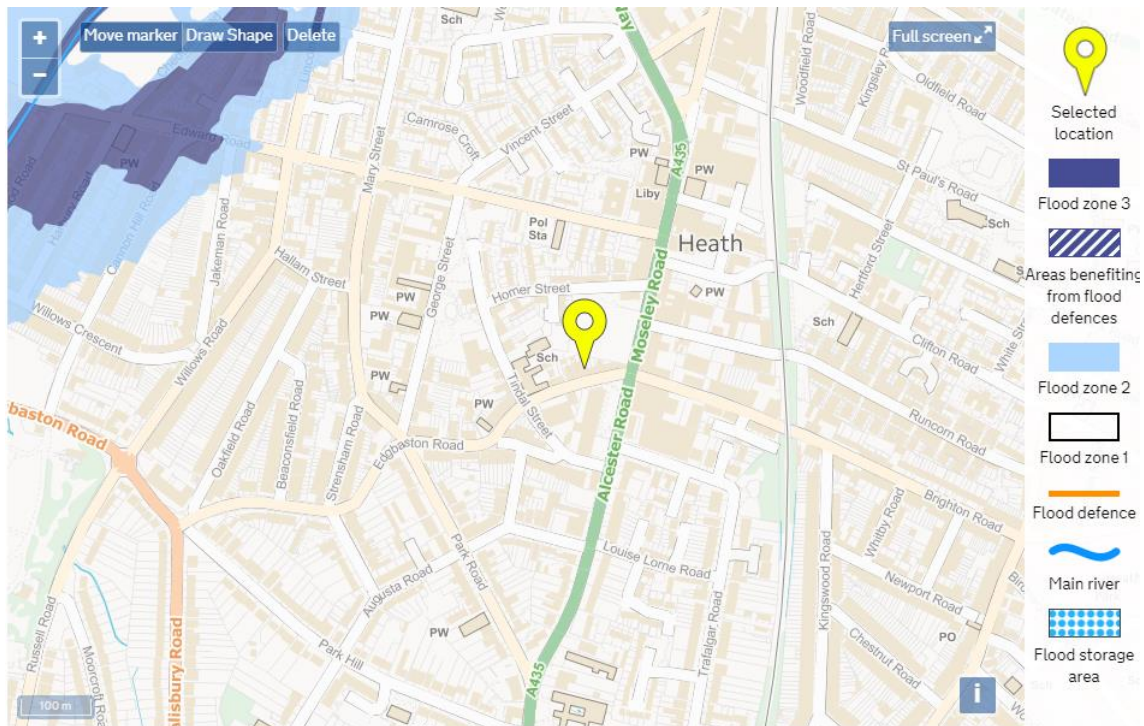 +
−
Move marker
Draw Shape
Delete
Full screen
Sch
Way
Woodfield Road
Kingsley
Oldfield Road
Camrose Croft
Vincent Street
Edward Road
PW
Mary Street
A435
PW
Liby
St Paul's Road
Sch
Jakeman Road
Cannon Hill Road
Pol
Sta
Heath
Hertford Street
Hallam Street
George Street
Homer Street
PW
PW
Moseley Road
Sch
Clifton Road
White
Willows Crescent
Willows Road
PW
Sch
Tindal Street
PW
Runcorn Road
baston Road
Oakfield Road
Beaconsfield Road
Strensham Road
Edgbaston Road
Alcester Road
Brighton Road
Whitby Road
Park Road
Louise Lorne Road
Augusta Road
Kingswood Road
Newport Road
Russell Road
Moorcroft Road
alisbury Road
PW
Trafalgar Road
PO
Park Hill
A435
Chestnut Road
Sch
100 m
i
Selected
location
Flood zone 3
Areas benefiting
from flood
defences
Flood zone 2
Flood zone 1
Flood defence
Main river
Flood storage
area